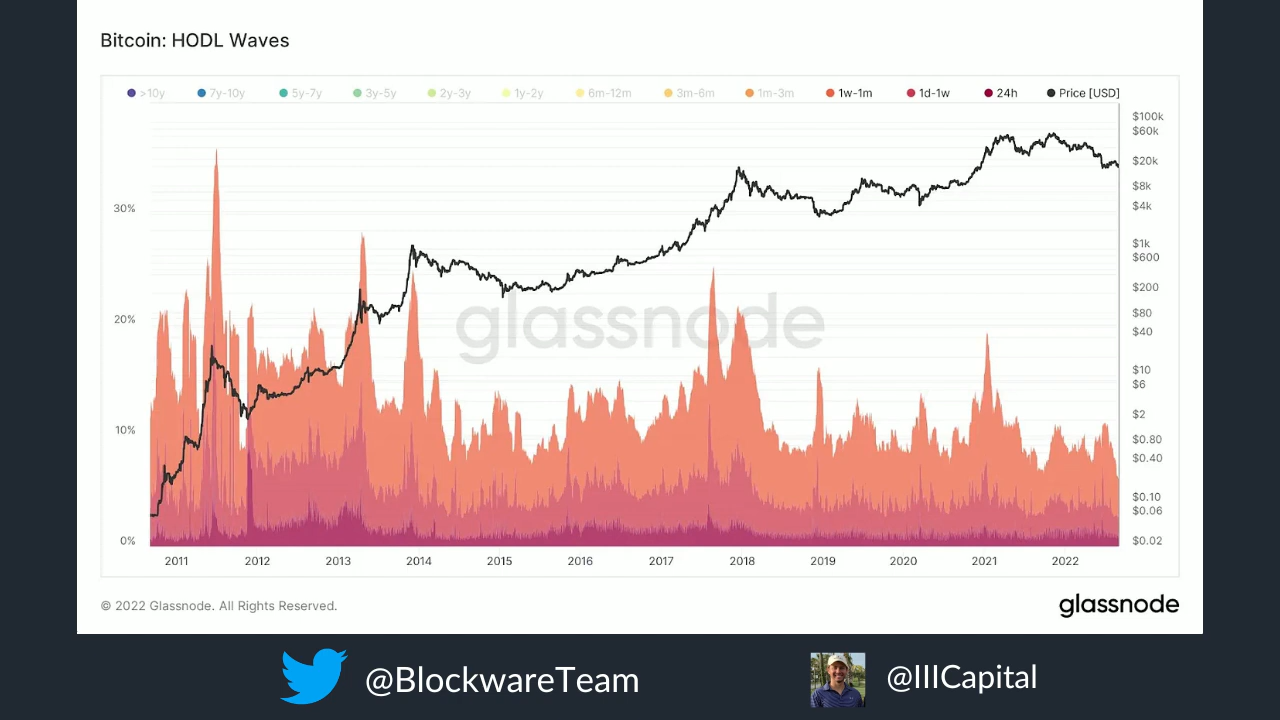 Bitcoin: HODL Waves
>10y 7y-10y 5y-7y 3y-5y 2y-3y 1y-2y 6m-12m 3m-6m 1m-3m 1w-1m 1d-1w 24h Price [USD]
$100k
$60k
$20k
$8k
30% $4k
$1k
$600
$200
glassnode
20% $80
$40
$10
$6
$2
10% $0.80
$0.40
$0.10
$0.06
0% $0.02
2011 2012 2013 2014 2015 2016 2017 2018 2019 2020 2021 2022
© 2022 Glassnode. All Rights Reserved. glassnode
@BlockwareTeam @IIICapital